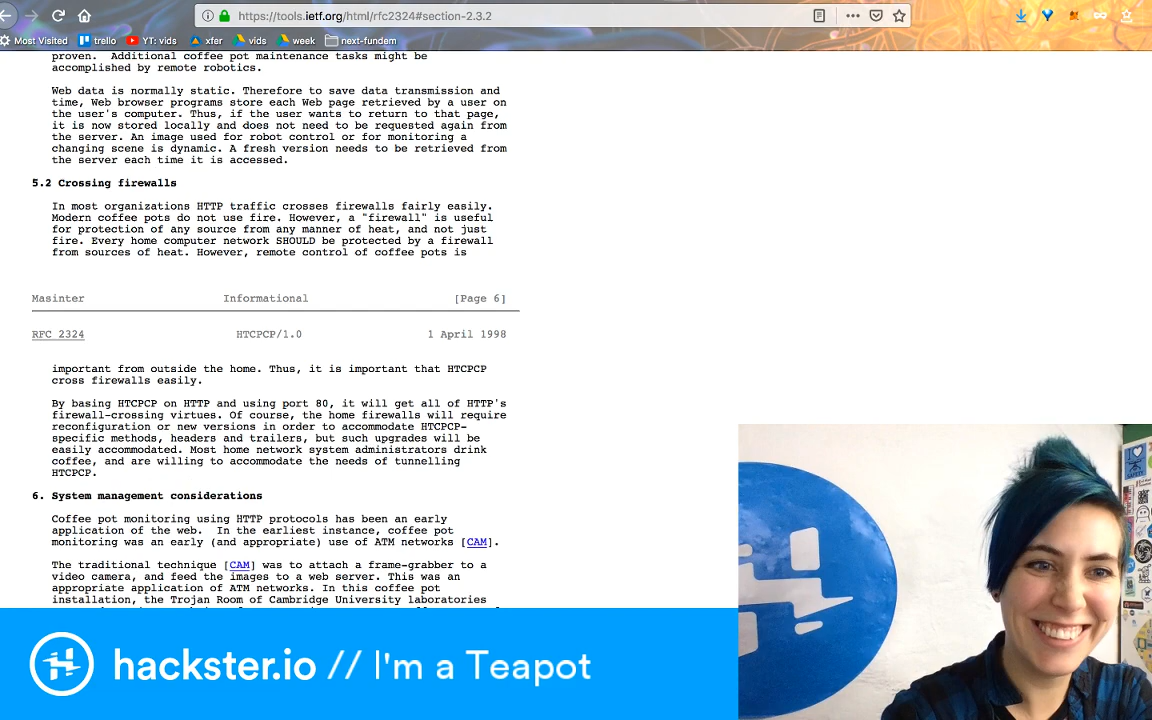 https://tools.ietf.org/html/rfc2324#section-2.3.2
Most Visited trello YT: vids xfer vids week next-fundem
proven.  Additional coffee pot maintenance tasks might be
accomplished by remote robotics.
Web data is normally static. Therefore to save data transmission and
time, Web browser programs store each Web page retrieved by a user on
the user's computer. Thus, if the user wants to return to that page,
it is now stored locally and does not need to be requested again from
the server. An image used for robot control or for monitoring a
changing scene is dynamic. A fresh version needs to be retrieved from
the server each time it is accessed.
5.2 Crossing firewalls
In most organizations HTTP traffic crosses firewalls fairly easily.
Modern coffee pots do not use fire. However, a "firewall" is useful
for protection of any source from any manner of heat, and not just
fire. Every home computer network SHOULD be protected by a firewall
from sources of heat. However, remote control of coffee pots is
Masinter Informational [Page 6]
RFC 2324 HTCPCP/1.0 1 April 1998
important from outside the home. Thus, it is important that HTCPCP
cross firewalls easily.
By basing HTCPCP on HTTP and using port 80, it will get all of HTTP's
firewall-crossing virtues. Of course, the home firewalls will require
reconfiguration or new versions in order to accommodate HTCPCP-
specific methods, headers and trailers, but such upgrades will be
easily accommodated. Most home network system administrators drink
coffee, and are willing to accommodate the needs of tunnelling
HTCPCP.
6. System management considerations
Coffee pot monitoring using HTTP protocols has been an early
application of the web.  In the earliest instance, coffee pot
monitoring was an early (and appropriate) use of ATM networks [CAM].
The traditional technique [CAM] was to attach a frame-grabber to a
video camera, and feed the images to a web server. This was an
appropriate application of ATM networks. In this coffee pot
installation, the Trojan Room of Cambridge University laboratories
hackster.io // I'm a Teapot